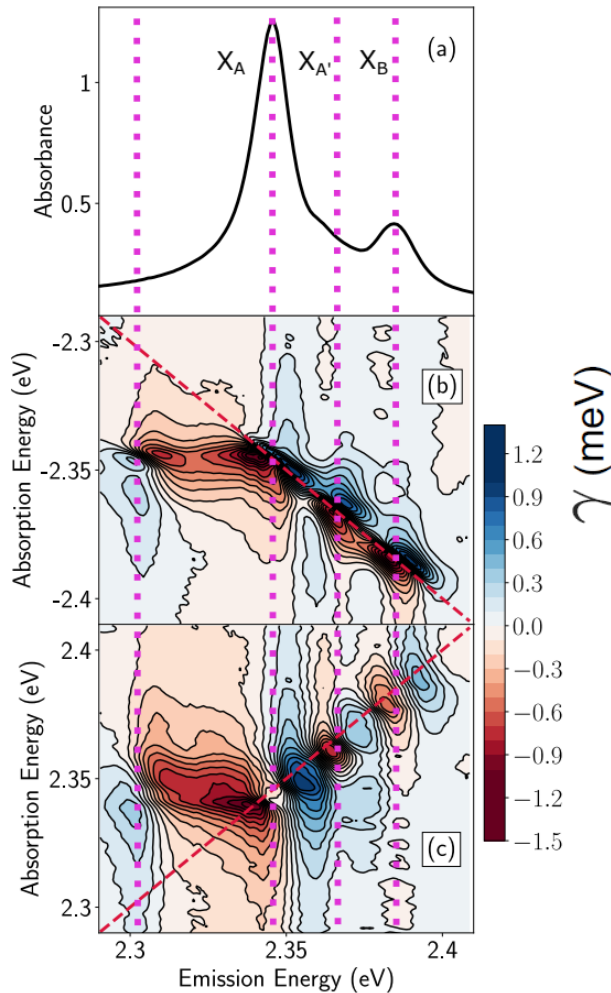 X_A X_A' X_B (a)
1
0.5
Absorbance
-2.3
-2.35
-2.4
Absorption Energy (eV)
(b)
2.4
2.35
2.3
Absorption Energy (eV)
(c)
2.3 2.35 2.4
Emission Energy (eV)
1.2
0.9
0.6
0.3
0.0
−0.3
−0.6
−0.9
−1.2
−1.5
γ (meV)